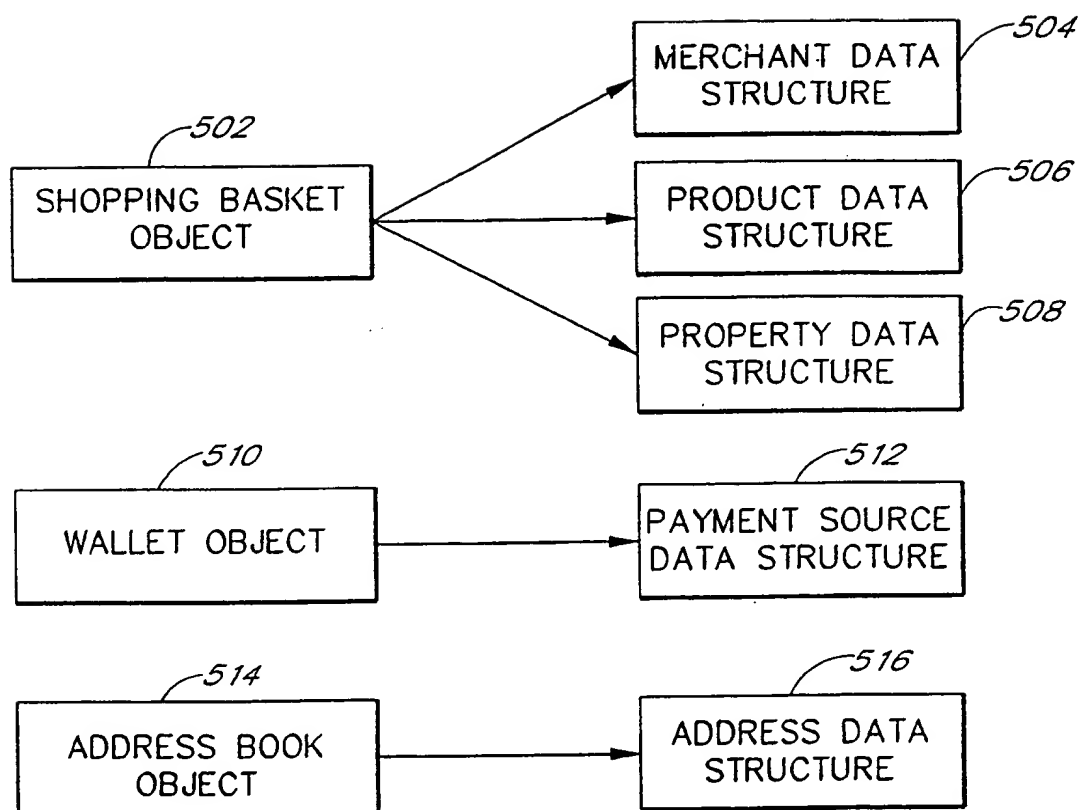 504
MERCHANT DATA
STRUCTURE
502
SHOPPING BASKET
OBJECT
506
PRODUCT DATA
STRUCTURE
508
PROPERTY DATA
STRUCTURE
510
WALLET OBJECT
512
PAYMENT SOURCE
DATA STRUCTURE
514
ADDRESS BOOK
OBJECT
516
ADDRESS DATA
STRUCTURE